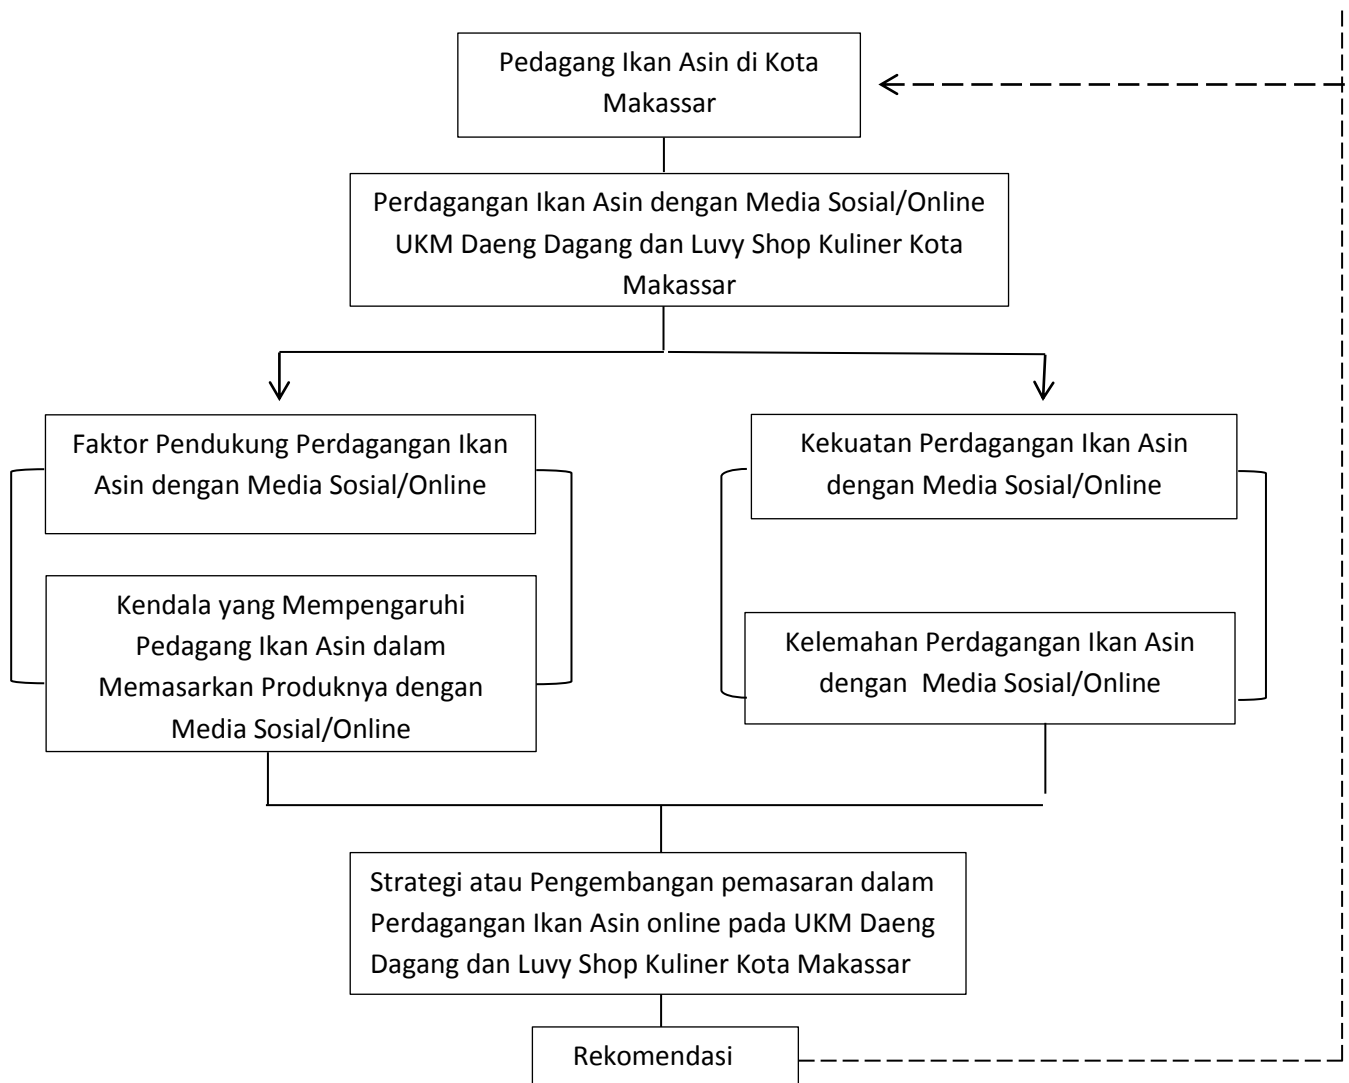 Pedagang Ikan Asin di Kota
Makassar
Perdagangan Ikan Asin dengan Media Sosial/Online
UKM Daeng Dagang dan Luvy Shop Kuliner Kota
Makassar
Faktor Pendukung Perdagangan Ikan
Asin dengan Media Sosial/Online
Kekuatan Perdagangan Ikan Asin
dengan Media Sosial/Online
Kendala yang Mempengaruhi
Pedagang Ikan Asin dalam
Memasarkan Produknya dengan
Media Sosial/Online
Kelemahan Perdagangan Ikan Asin
dengan Media Sosial/Online
Strategi atau Pengembangan pemasaran dalam
Perdagangan Ikan Asin online pada UKM Daeng
Dagang dan Luvy Shop Kuliner Kota Makassar
Rekomendasi